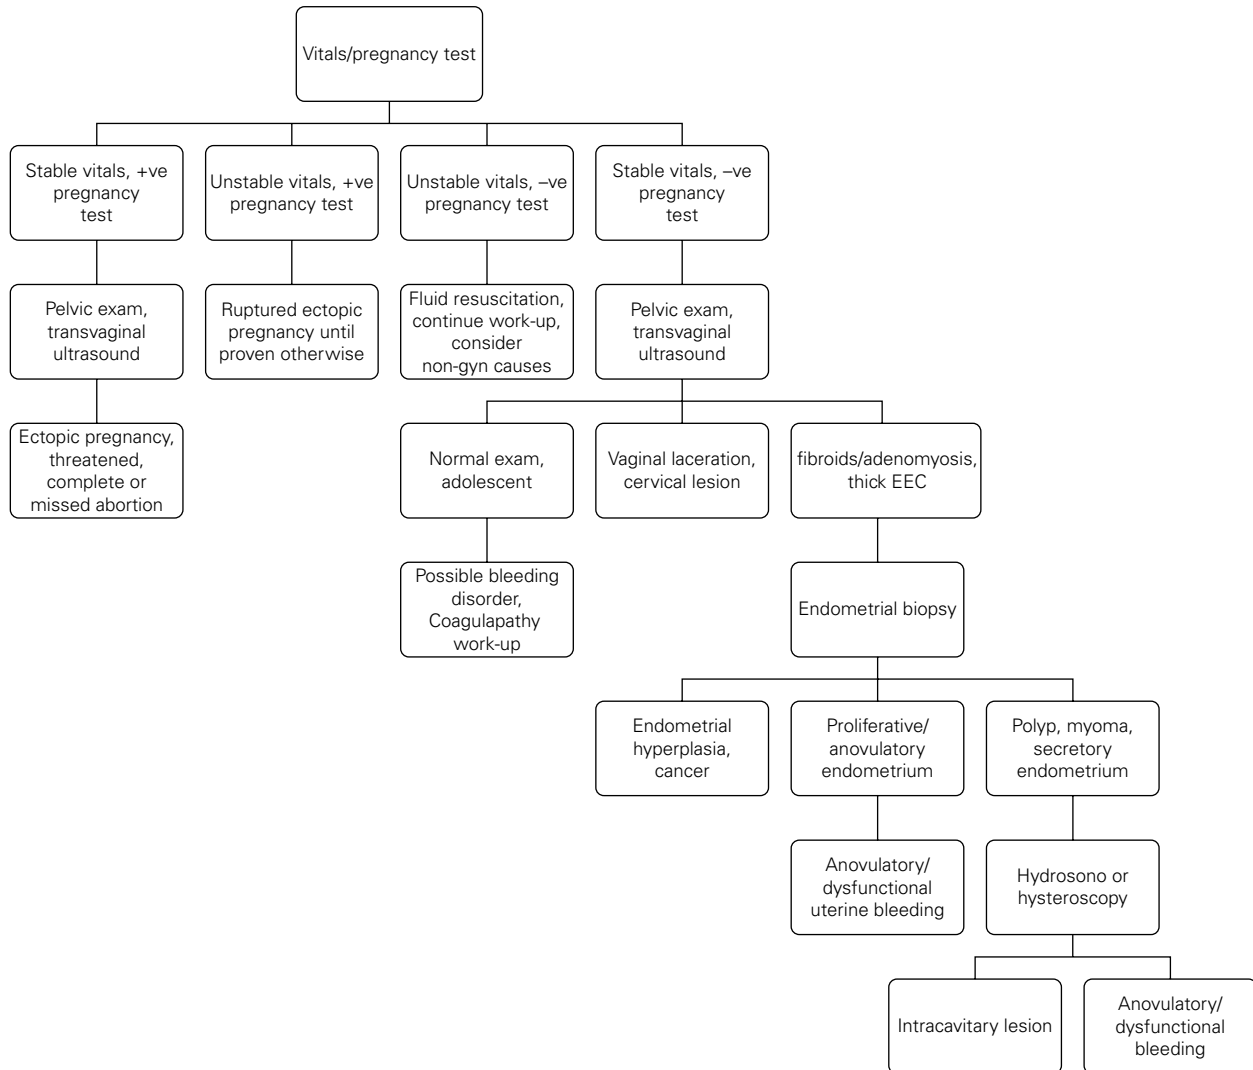 Vitals/pregnancy test
Stable vitals, +ve
pregnancy
test
Unstable vitals, +ve
pregnancy test
Unstable vitals, –ve
pregnancy test
Stable vitals, –ve
pregnancy
test
Pelvic exam,
transvaginal
ultrasound
Ruptured ectopic
pregnancy until
proven otherwise
Fluid resuscitation,
continue work-up,
consider
non-gyn causes
Pelvic exam,
transvaginal
ultrasound
Ectopic pregnancy,
threatened,
complete or
missed abortion
Normal exam,
adolescent
Vaginal laceration,
cervical lesion
fibroids/adenomyosis,
thick EEC
Possible bleeding
disorder,
Coagulapathy
work-up
Endometrial biopsy
Endometrial
hyperplasia,
cancer
Proliferative/
anovulatory
endometrium
Polyp, myoma,
secretory
endometrium
Anovulatory/
dysfunctional
uterine bleeding
Hydrosono or
hysteroscopy
Intracavitary lesion
Anovulatory/
dysfunctional
bleeding